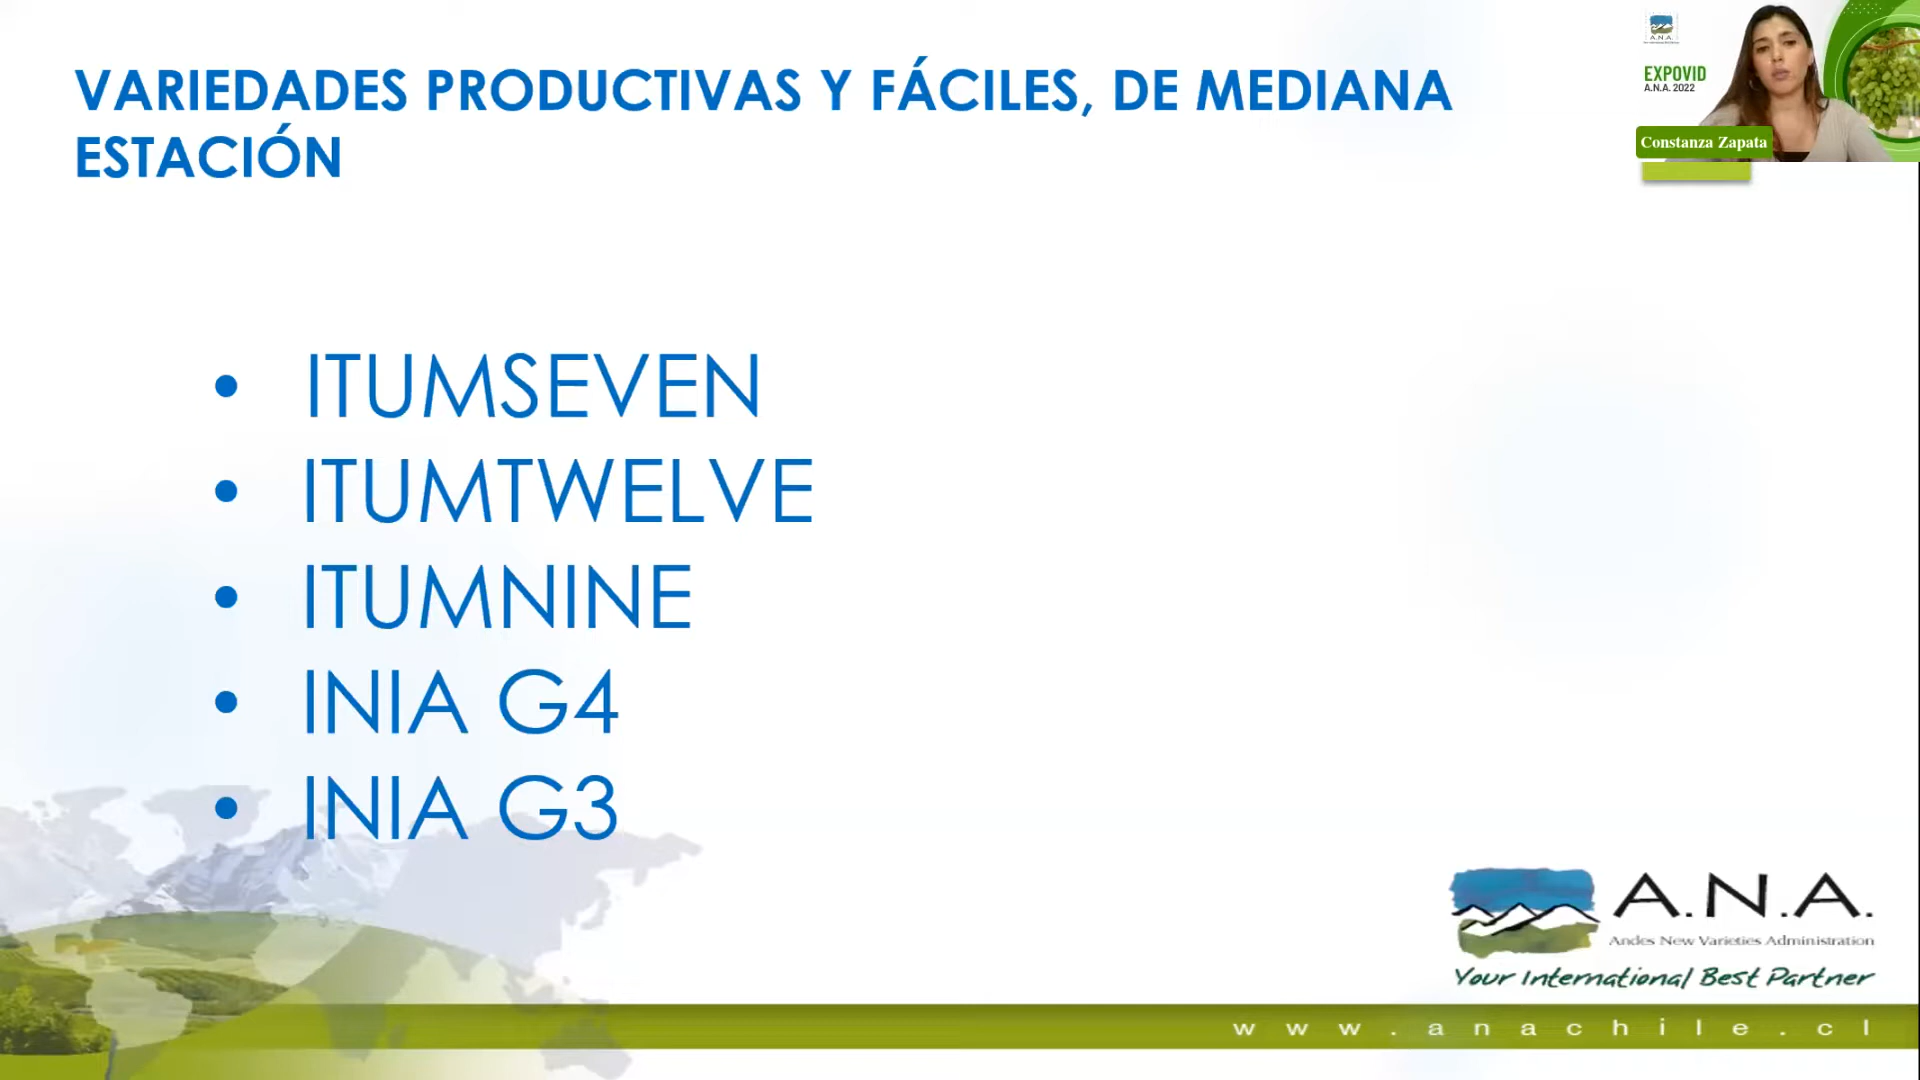 VARIEDADES PRODUCTIVAS Y FÁCILES, DE MEDIANA
ESTACIÓN
A.N.A.
EXPOVID
A.N.A. 2022
Constanza Zapata
• ITUMSEVEN
• ITUMTWELVE
• ITUMNINE
• INIA G4
• INIA G3
A.N.A.
Andes New Varieties Administration
Your International Best Partner
www.anachile.cl